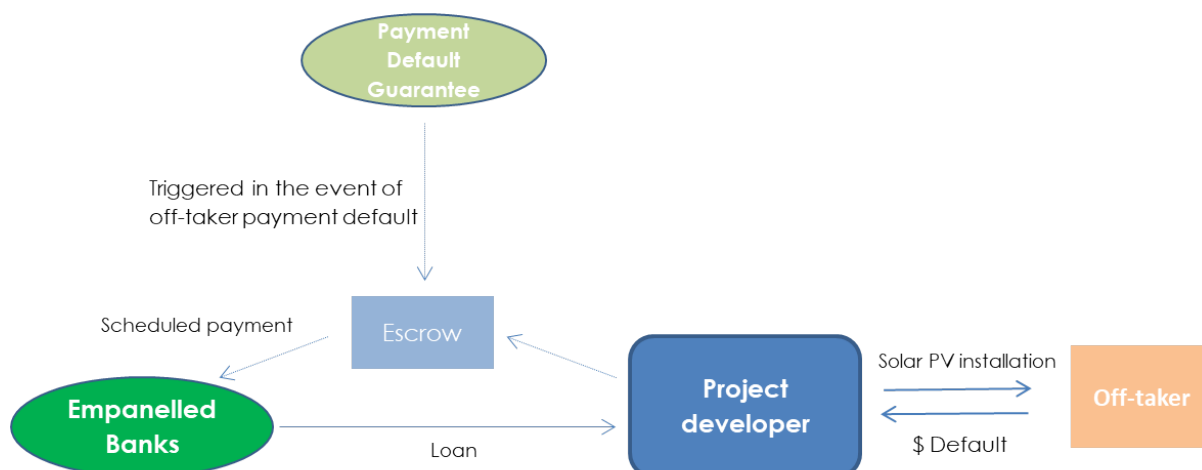 Payment
Default
Guarantee
Triggered in the event of
off-taker payment default
Scheduled payment
Escrow
Empanelled
Banks
Loan
Project
developer
Solar PV installation
$ Default
Off-taker